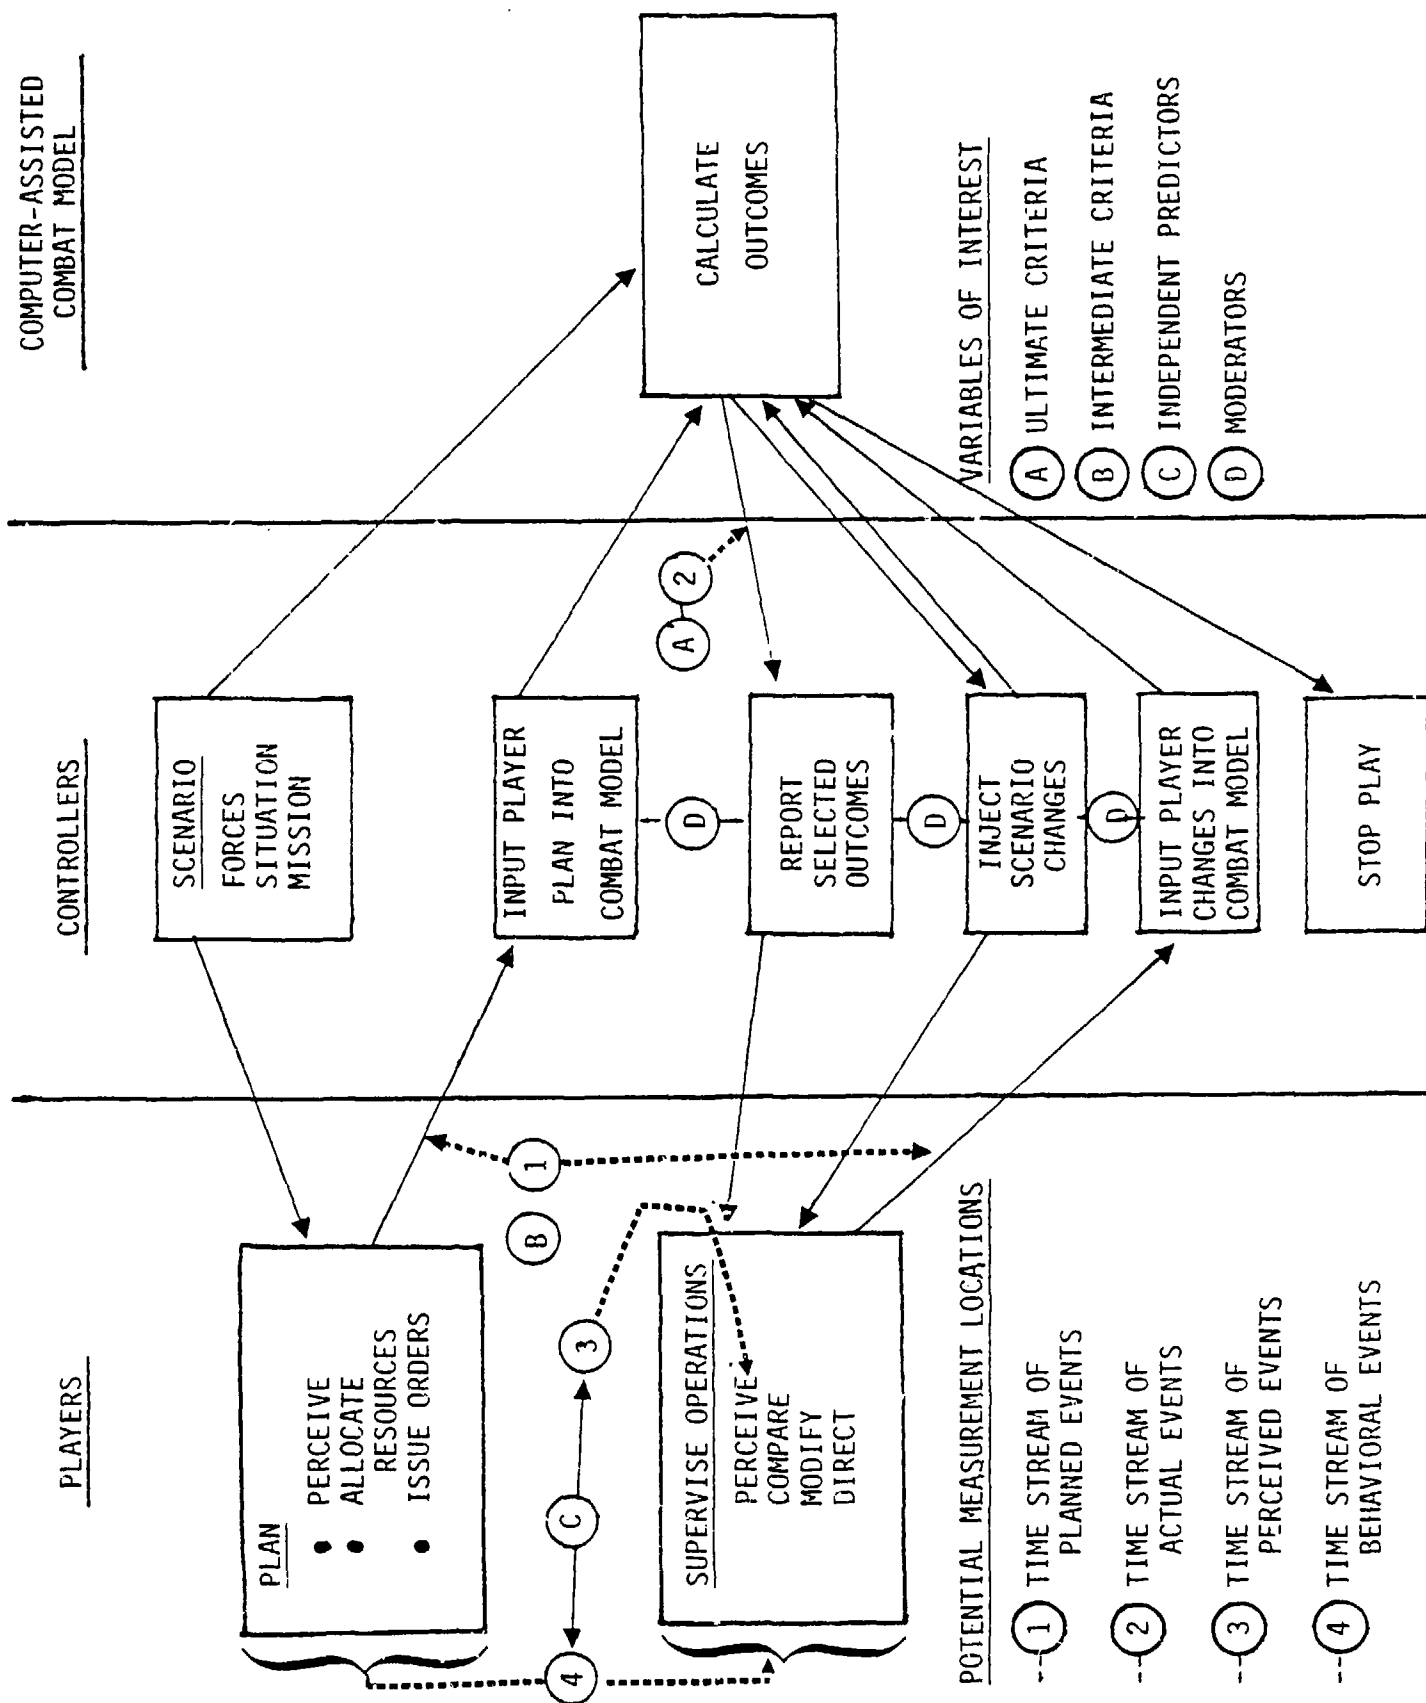 PLAYERS
CONTROLLERS
COMPUTER-ASSISTED
COMBAT MODEL
PLAN
• PERCEIVE
• ALLOCATE
RESOURCES
• ISSUE ORDERS
SCENARIO
FORCES
SITUATION
MISSION
INPUT PLAYER
PLAN INTO
COMBAT MODEL
B
1
4
C
3
D
A
2
CALCULATE
OUTCOMES
SUPERVISE OPERATIONS
PERCEIVE
COMPARE
MODIFY
DIRECT
REPORT
SELECTED
OUTCOMES
D
INJECT
SCENARIO
CHANGES
D
INPUT PLAYER
CHANGES INTO
COMBAT MODEL
STOP PLAY
POTENTIAL MEASUREMENT LOCATIONS
1 TIME STREAM OF
PLANNED EVENTS
2 TIME STREAM OF
ACTUAL EVENTS
3 TIME STREAM OF
PERCEIVED EVENTS
4 TIME STREAM OF
BEHAVIORAL EVENTS
VARIABLES OF INTEREST
A ULTIMATE CRITERIA
B INTERMEDIATE CRITERIA
C INDEPENDENT PREDICTORS
D MODERATORS